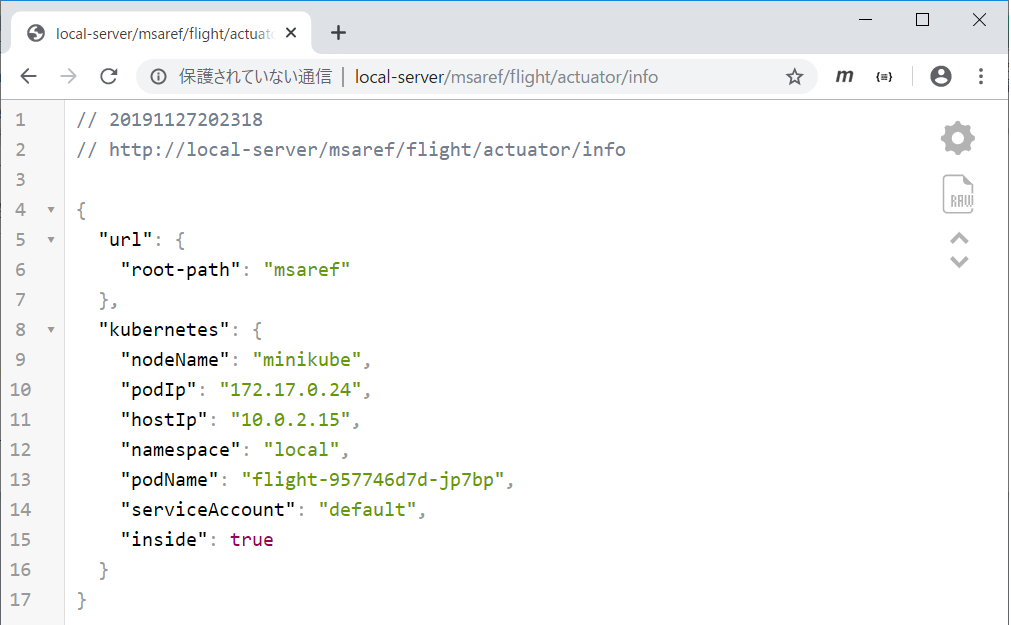 local-server/msaref/flight/actuato
保護されていない通信 | local-server/msaref/flight/actuator/info
1 // 20191127202318
2 // http://local-server/msaref/flight/actuator/info
3
4 {
5 "url": {
6 "root-path": "msaref"
7 },
8 "kubernetes": {
9 "nodeName": "minikube",
10 "podIp": "172.17.0.24",
11 "hostIp": "10.0.2.15",
12 "namespace": "local",
13 "podName": "flight-957746d7d-jp7bp",
14 "serviceAccount": "default",
15 "inside": true
16 }
17 }
m
{≡}
RAW